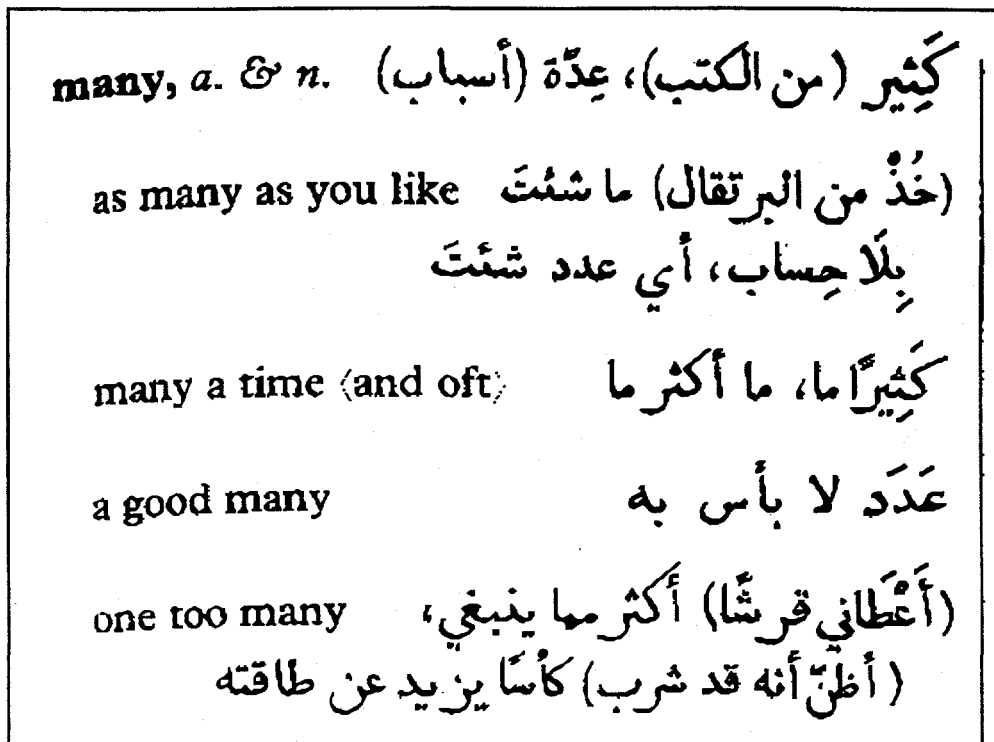 many, a. & n. كَثِير (من الكتب)، عِدّة (أسباب)
as many as you like (خُذْ من البرتقال) ما شئتَ
بِلَا حِساب، أي عدد شئتَ
many a time (and oft) كَثِيرًا ما، ما أكثر ما
a good many عَدَد لا بأس به
one too many (أَعْطَاني قرشًا) أكثر مما ينبغي،
(أظنّ أنه قد شرب) كأسًا يزيد عن طاقته